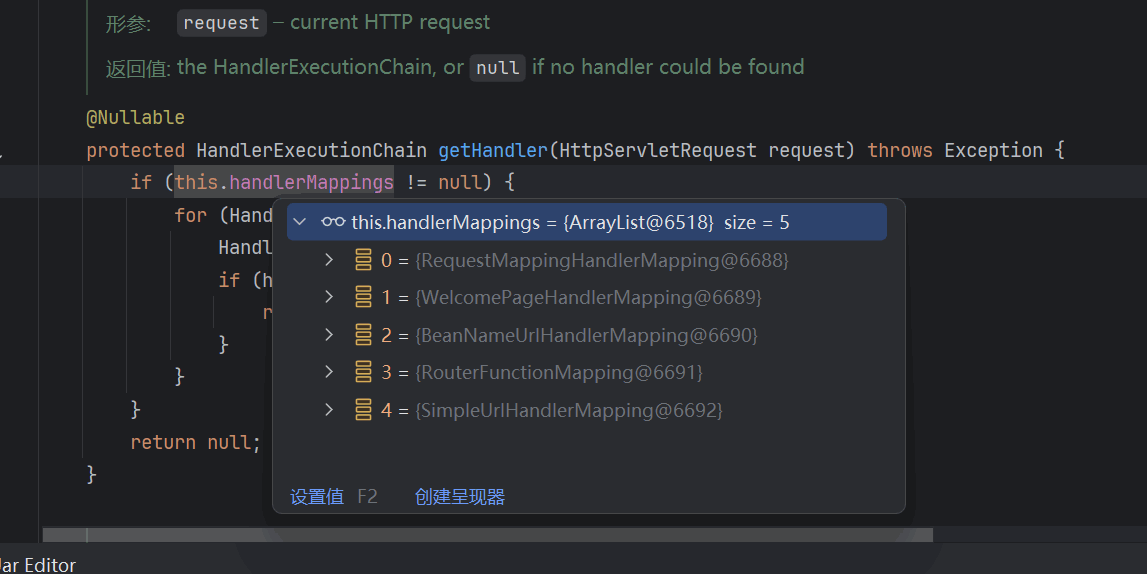 形参: request – current HTTP request
返回值: the HandlerExecutionChain, or null if no handler could be found
@Nullable
protected HandlerExecutionChain getHandler(HttpServletRequest request) throws Exception {
if (this.handlerMappings != null) {
for (Hand
this.handlerMappings = {ArrayList@6518} size = 5
Handl
0 = {RequestMappingHandlerMapping@6688}
if (h
1 = {WelcomePageHandlerMapping@6689}
r
2 = {BeanNameUrlHandlerMapping@6690}
}
3 = {RouterFunctionMapping@6691}
}
4 = {SimpleUrlHandlerMapping@6692}
}
return null;
}
设置值 F2 创建呈现器
Jar Editor